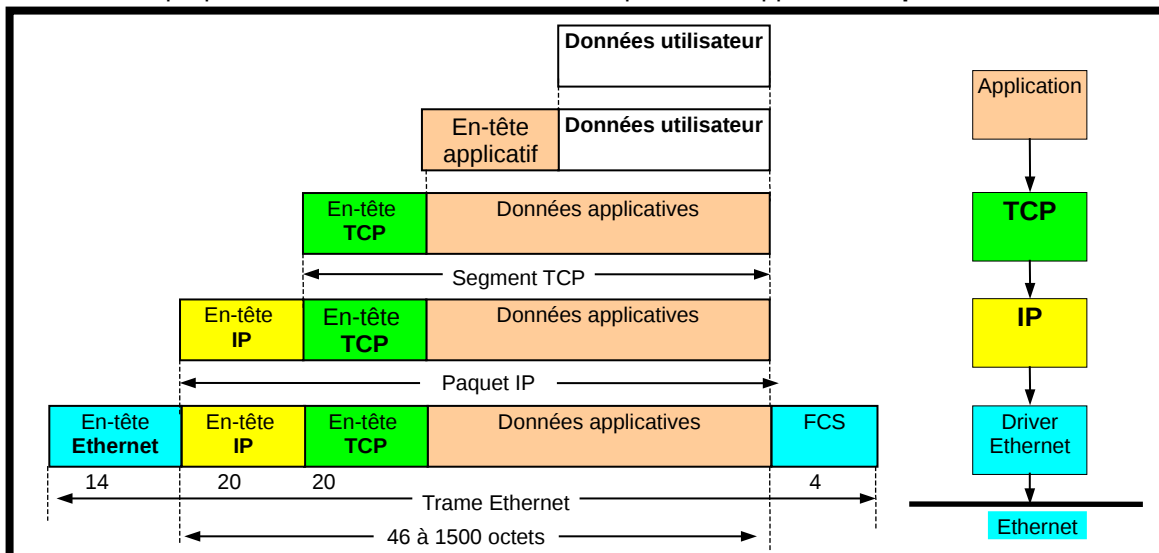 Données utilisateur
Application
En-tête
applicatif
Données utilisateur
En-tête
TCP
Données applicatives
TCP
Segment TCP
En-tête
IP
En-tête
TCP
Données applicatives
IP
Paquet IP
En-tête
Ethernet
En-tête
IP
En-tête
TCP
Données applicatives
FCS
Driver
Ethernet
14
20
20
4
Trame Ethernet
Ethernet
46 à 1500 octets